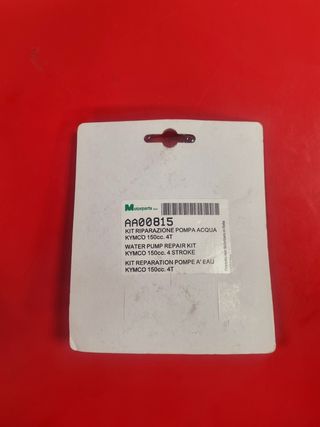 Motorparts
AA00815
KIT RIPARAZIONE POMPA ACQUA
KYMCO 150cc. 4T
WATER PUMP REPAIR KIT
KYMCO 150cc. 4 STROKE
KIT REPARATION POMPE A' EAU
KYMCO 150cc. 4T